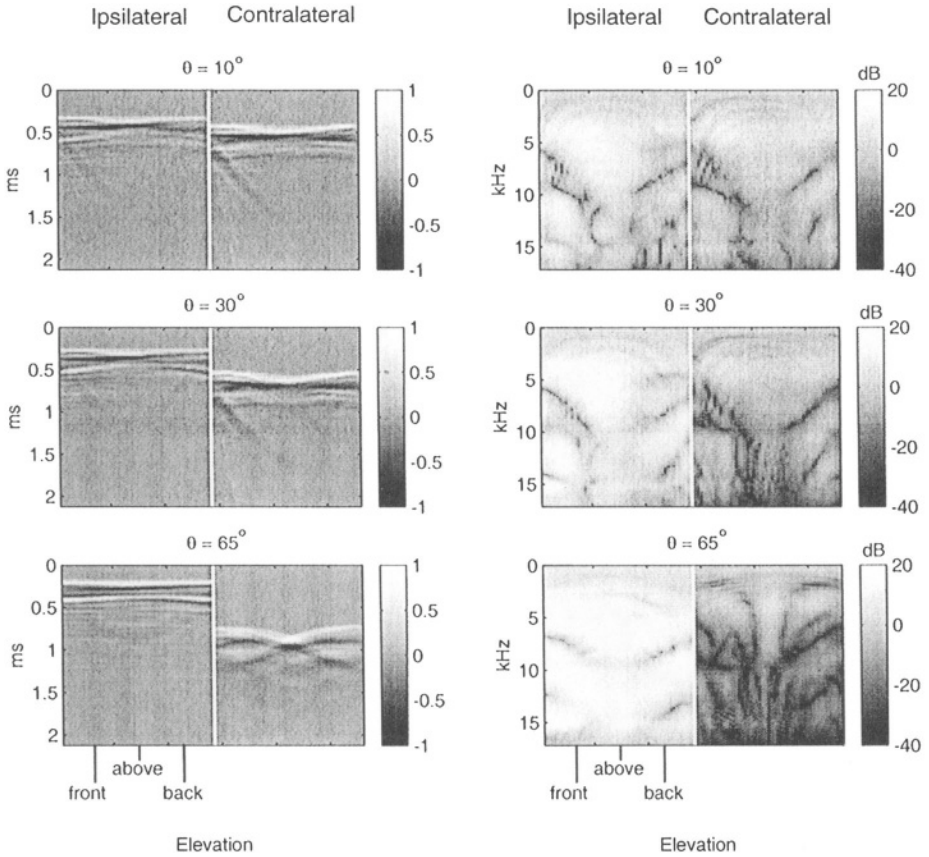 Ipsilateral Contralateral Ipsilateral Contralateral
θ = 10° θ = 10° dB
0 1 0 20
0.5 0.5 5 0
ms 1 0 kHz 10 -20
1.5 -0.5 15
2 -1 -40
θ = 30° θ = 30° dB
0 1 0 20
0.5 0.5 5 0
ms 1 0 kHz 10 -20
1.5 -0.5 15
2 -1 -40
θ = 65° θ = 65° dB
0 1 0 20
0.5 0.5 5 0
ms 1 0 kHz 10 -20
1.5 -0.5 15
2 -1 -40
above above
front back front back
Elevation Elevation